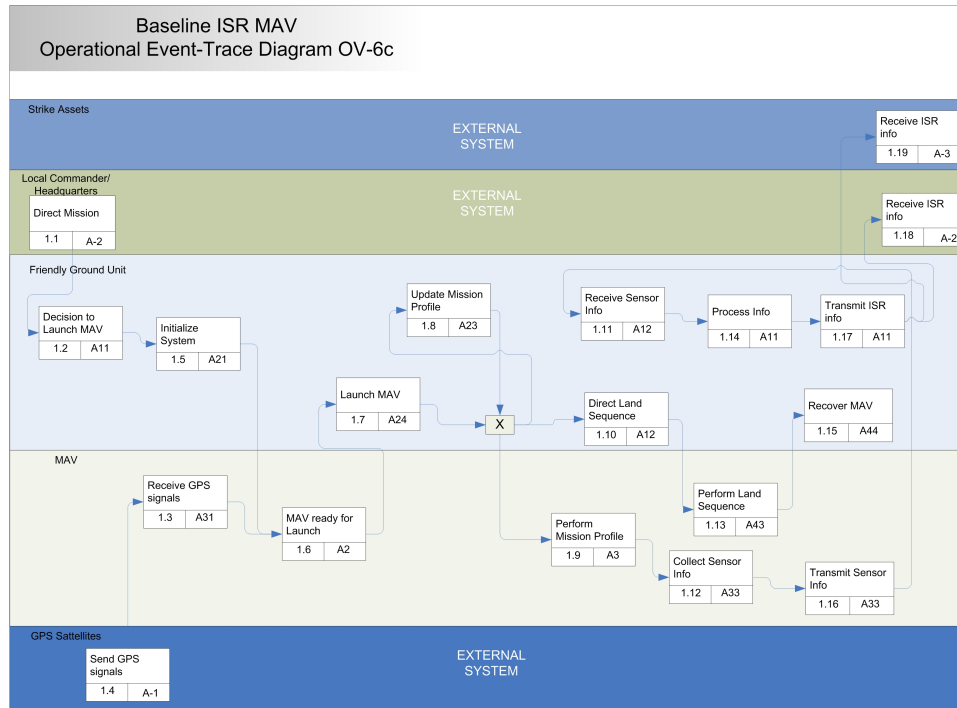 Baseline ISR MAV
Operational Event-Trace Diagram OV-6c
Strike Assets
EXTERNAL
SYSTEM
Receive ISR
info
1.19 A-3
Local Commander/
Headquarters
EXTERNAL
SYSTEM
Direct Mission
1.1 A-2
Receive ISR
info
1.18 A-2
Friendly Ground Unit
Decision to
Launch MAV
1.2 A11
Initialize
System
1.5 A21
Update Mission
Profile
1.8 A23
Receive Sensor
Info
1.11 A12
Process Info
1.14 A11
Transmit ISR
info
1.17 A11
Launch MAV
1.7 A24
X
Direct Land
Sequence
1.10 A12
Recover MAV
1.15 A44
MAV
Receive GPS
signals
1.3 A31
MAV ready for
Launch
1.6 A2
Perform
Mission Profile
1.9 A3
Perform Land
Sequence
1.13 A43
Collect Sensor
Info
1.12 A33
Transmit Sensor
Info
1.16 A33
GPS Sattellites
EXTERNAL
SYSTEM
Send GPS
signals
1.4 A-1